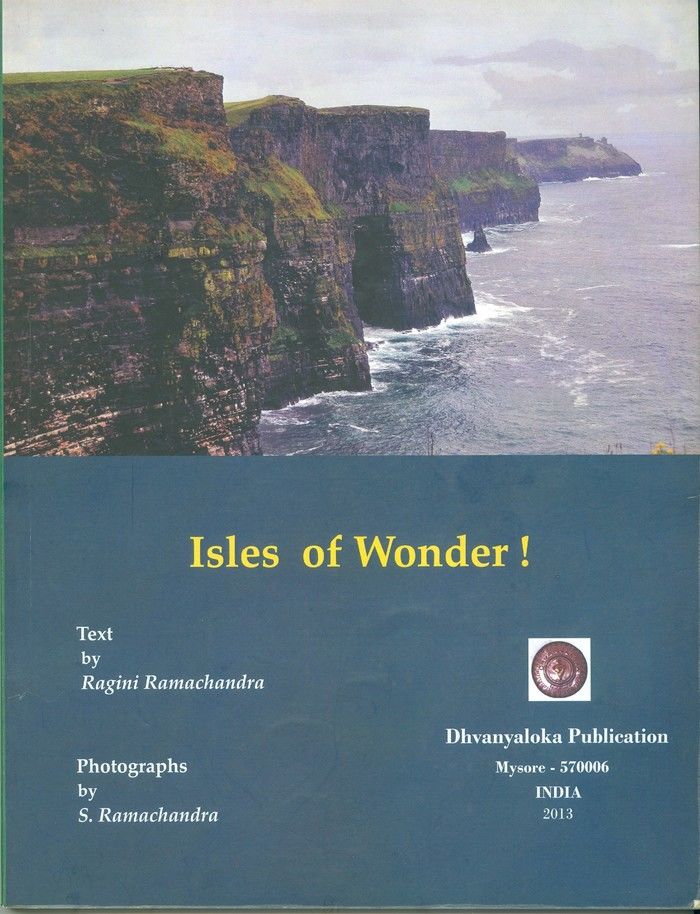 Isles of Wonder !
Text
by
Ragini Ramachandra
Photographs
by
S. Ramachandra
Dhvanyaloka Publication
Mysore - 570006
INDIA
2013